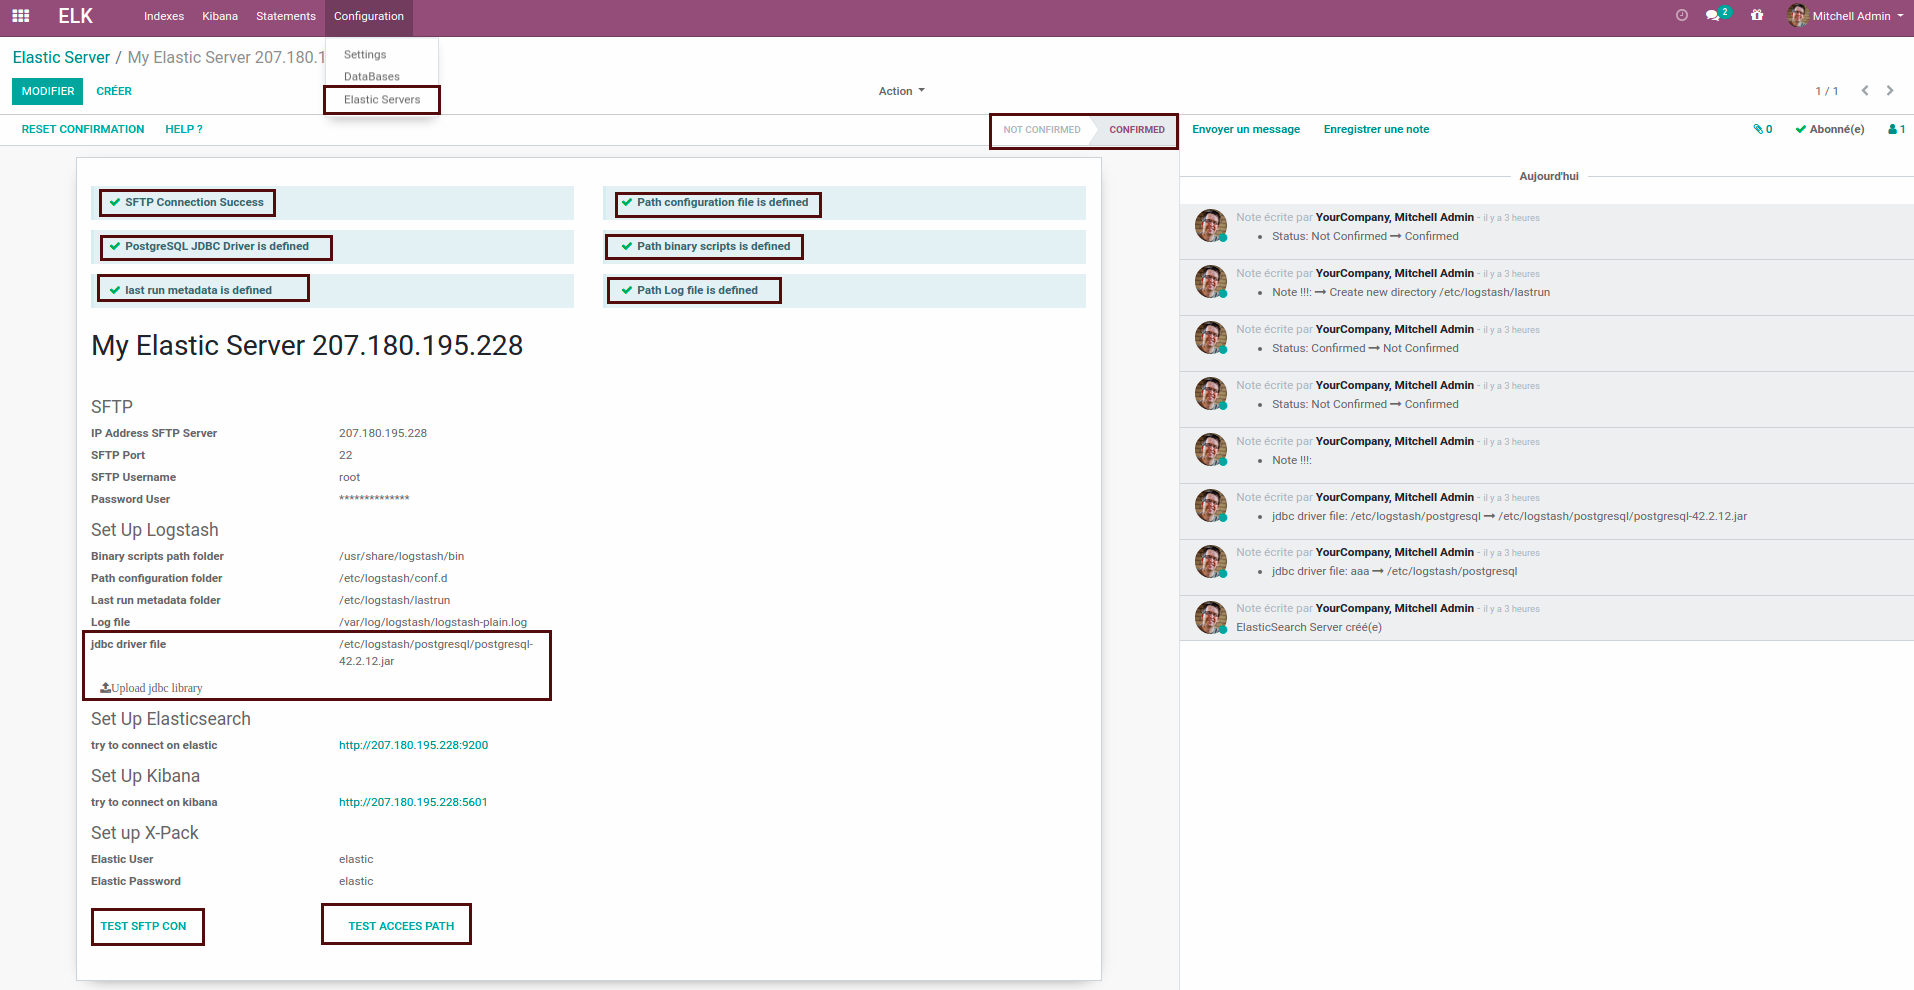 ELK
Indexes Kibana Statements Configuration
2
Mitchell Admin
Elastic Server / My Elastic Server 207.180.1
Settings
DataBases
Elastic Servers
MODIFIER CRÉER
Action
1 / 1
RESET CONFIRMATION HELP ?
NOT CONFIRMED CONFIRMED
Envoyer un message Enregistrer une note
0 Abonné(e) 1
SFTP Connection Success
Path configuration file is defined
PostgreSQL JDBC Driver is defined
Path binary scripts is defined
last run metadata is defined
Path Log file is defined
My Elastic Server 207.180.195.228
SFTP
IP Address SFTP Server 207.180.195.228
SFTP Port 22
SFTP Username root
Password User **************
Set Up Logstash
Binary scripts path folder /usr/share/logstash/bin
Path configuration folder /etc/logstash/conf.d
Last run metadata folder /etc/logstash/lastrun
Log file /var/log/logstash/logstash-plain.log
jdbc driver file /etc/logstash/postgresql/postgresql-
42.2.12.jar
Upload jdbc library
Set Up Elasticsearch
try to connect on elastic http://207.180.195.228:9200
Set Up Kibana
try to connect on kibana http://207.180.195.228:5601
Set up X-Pack
Elastic User elastic
Elastic Password elastic
TEST SFTP CON TEST ACCEES PATH
Aujourd'hui
Note écrite par YourCompany, Mitchell Admin - il y a 3 heures
• Status: Not Confirmed → Confirmed
Note écrite par YourCompany, Mitchell Admin - il y a 3 heures
• Note !!!: → Create new directory /etc/logstash/lastrun
Note écrite par YourCompany, Mitchell Admin - il y a 3 heures
• Status: Confirmed → Not Confirmed
Note écrite par YourCompany, Mitchell Admin - il y a 3 heures
• Status: Not Confirmed → Confirmed
Note écrite par YourCompany, Mitchell Admin - il y a 3 heures
• Note !!!:
Note écrite par YourCompany, Mitchell Admin - il y a 3 heures
• jdbc driver file: /etc/logstash/postgresql → /etc/logstash/postgresql/postgresql-42.2.12.jar
Note écrite par YourCompany, Mitchell Admin - il y a 3 heures
• jdbc driver file: aaa → /etc/logstash/postgresql
Note écrite par YourCompany, Mitchell Admin - il y a 3 heures
ElasticSearch Server créé(e)